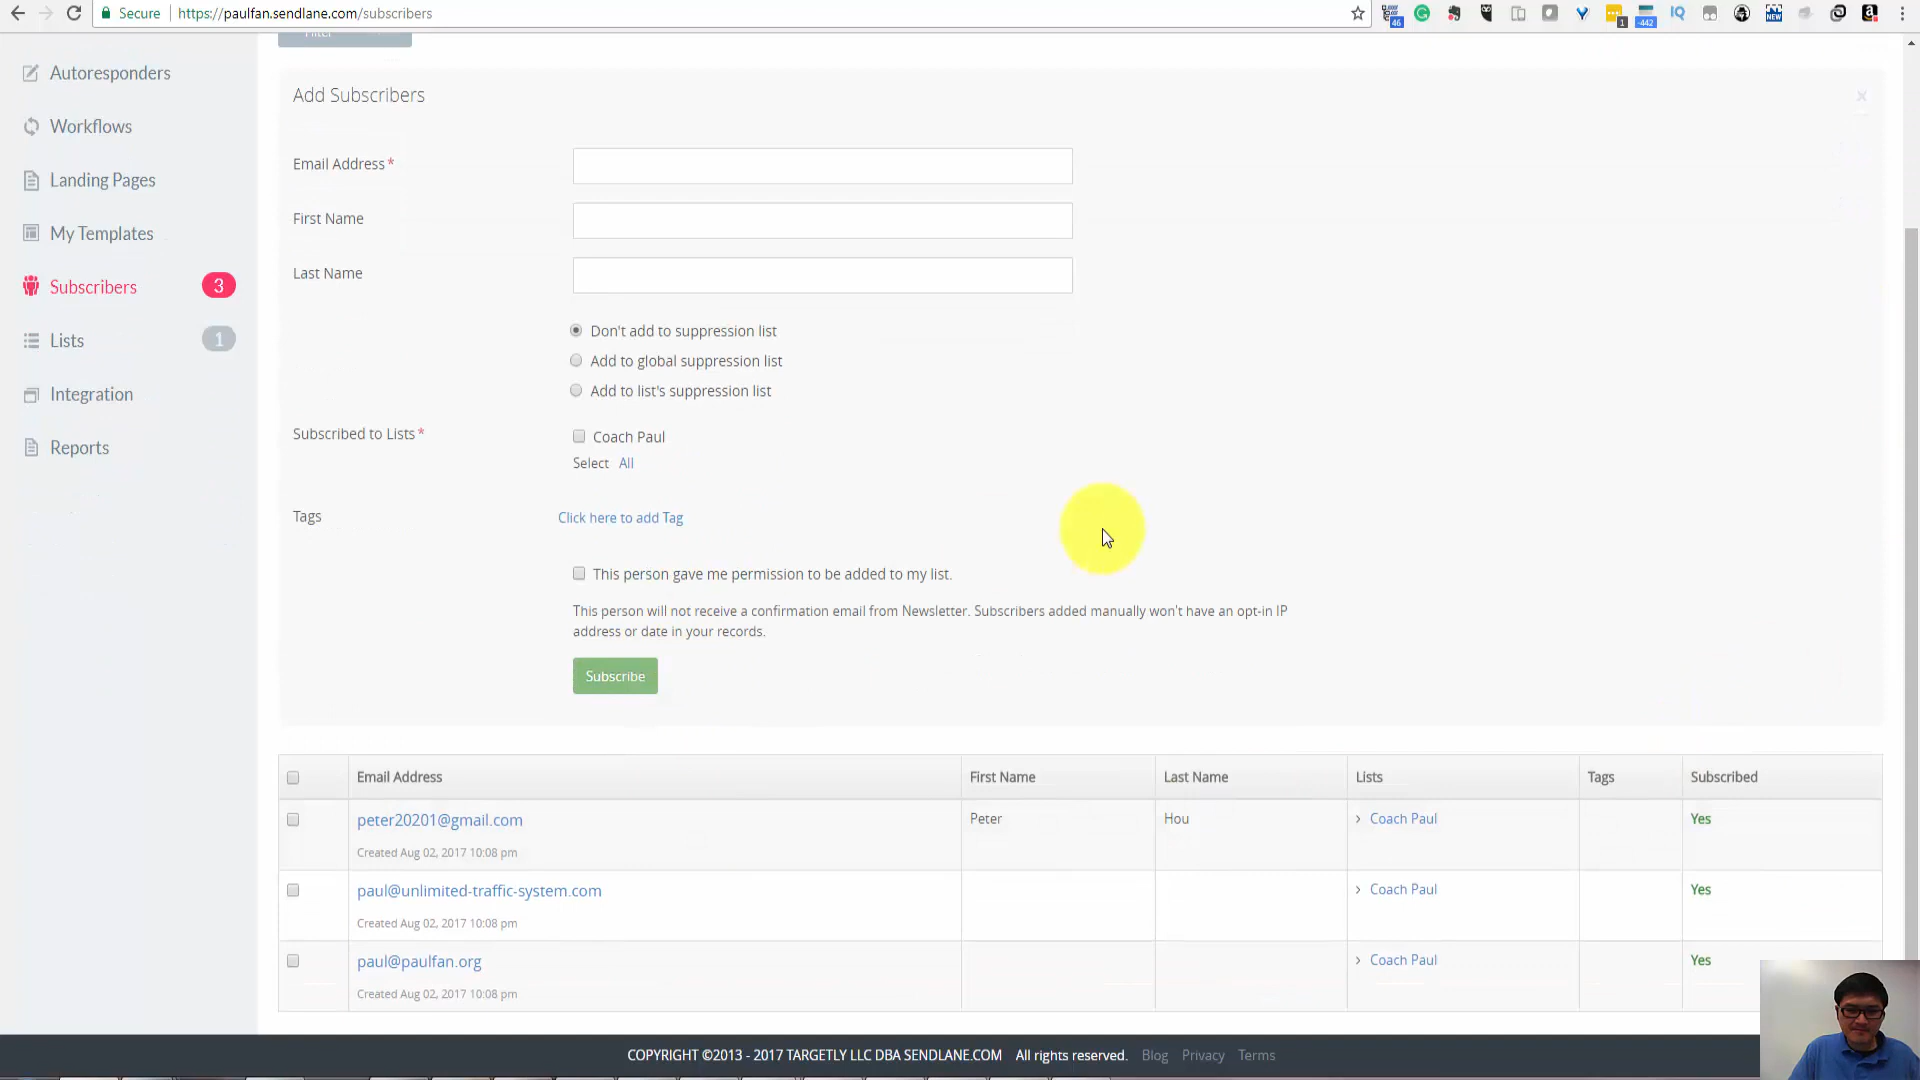 Secure https://paulfan.sendlane.com/subscribers
46
1
-442
IQ
NEW
a
Filter
Autoresponders
Workflows
Landing Pages
My Templates
Subscribers 3
Lists 1
Integration
Reports
Add Subscribers
Email Address*
First Name
Last Name
Don't add to suppression list
Add to global suppression list
Add to list's suppression list
Subscribed to Lists* Coach Paul
Select All
Tags Click here to add Tag
This person gave me permission to be added to my list.
This person will not receive a confirmation email from Newsletter. Subscribers added manually won't have an opt-in IP
address or date in your records.
Subscribe
Email Address First Name Last Name Lists Tags Subscribed
peter20201@gmail.com Peter Hou Coach Paul Yes
Created Aug 02, 2017 10:08 pm
paul@unlimited-traffic-system.com Coach Paul Yes
Created Aug 02, 2017 10:08 pm
paul@paulfan.org Coach Paul Yes
Created Aug 02, 2017 10:08 pm
COPYRIGHT ©2013 - 2017 TARGETLY LLC DBA SENDLANE.COM All rights reserved. Blog Privacy Terms